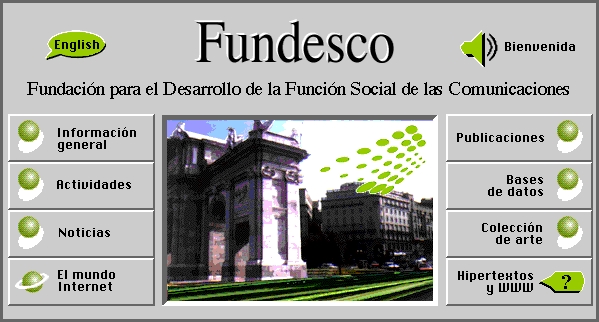 English
Fundesco
Bienvenida
Fundación para el Desarrollo de la Función Social de las Comunicaciones
Información
general
Actividades
Noticias
El mundo
Internet
Publicaciones
Bases
de datos
Colección
de arte
Hipertextos
y WWW
?